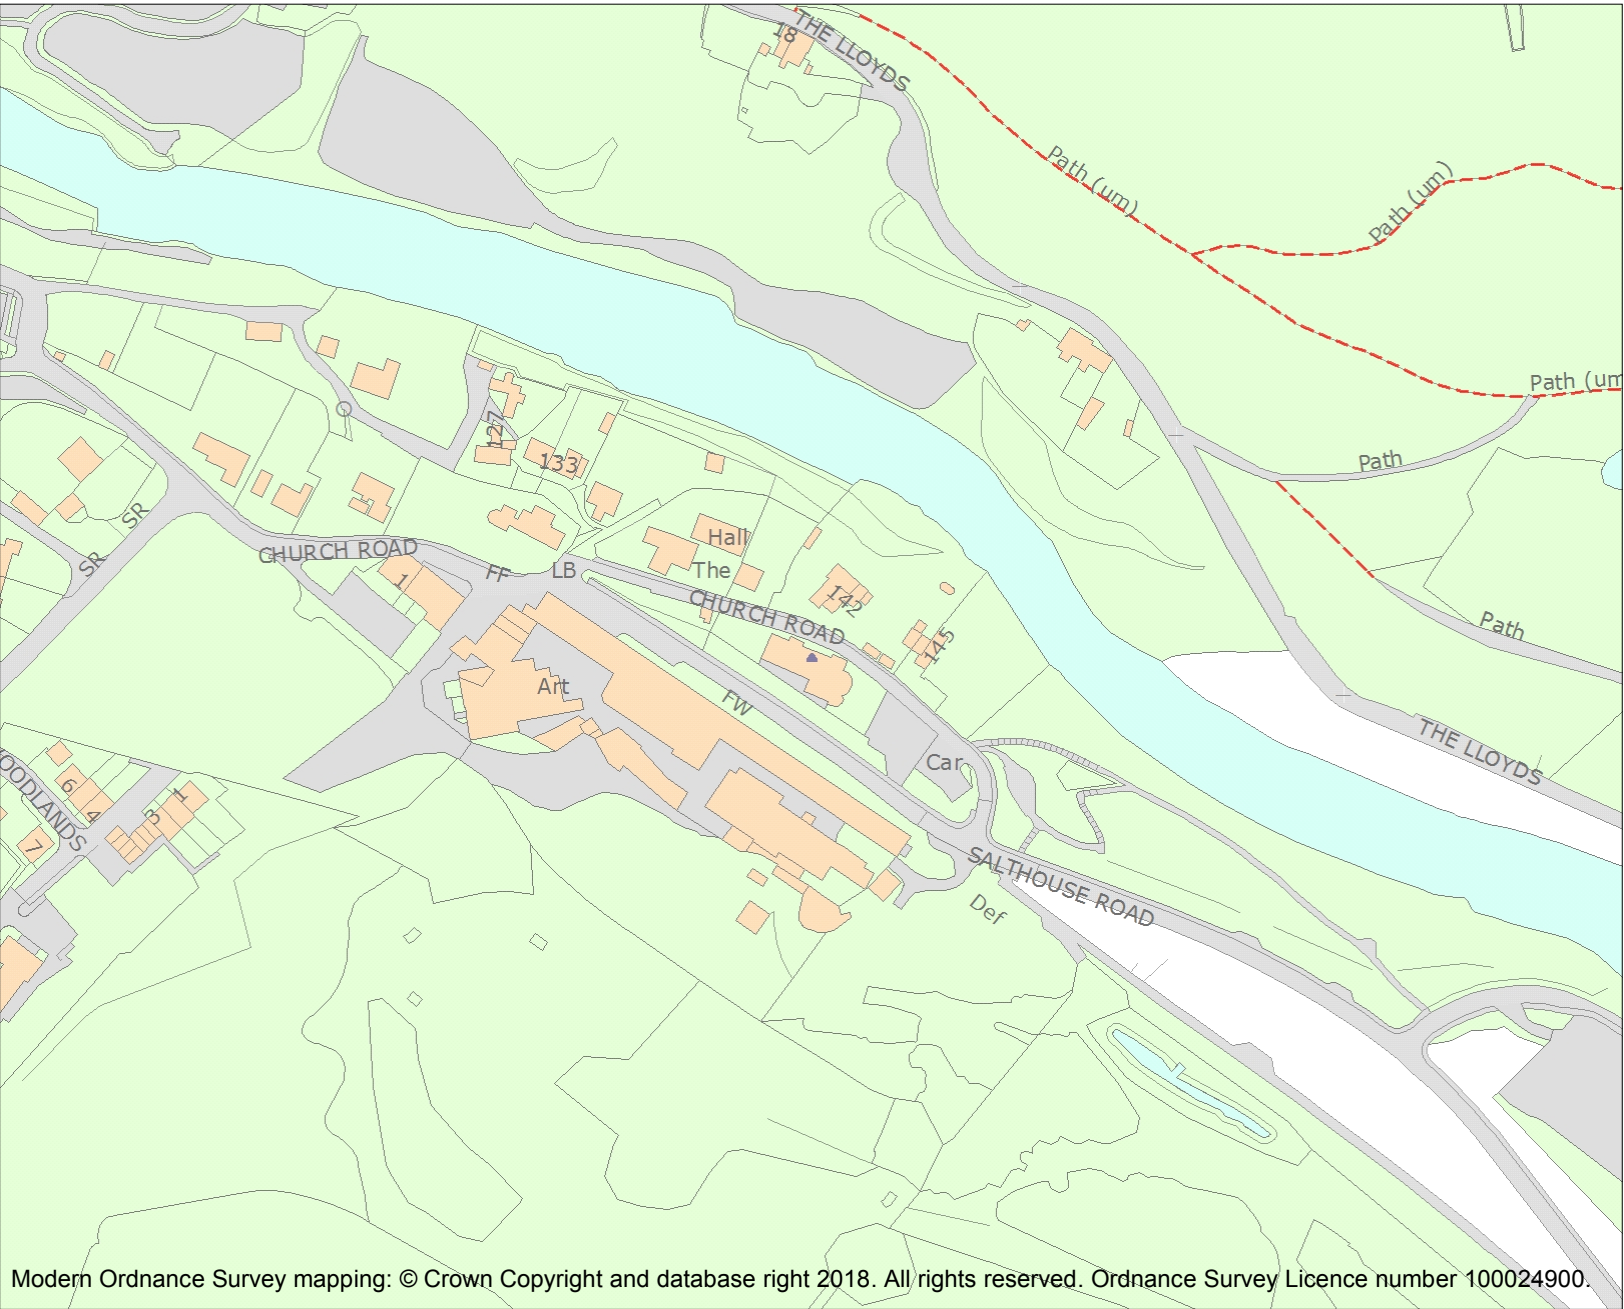 THE LLOYDS
18
Path (um)
Path (um)
Path (um
Path
127
133
SR
SR
CHURCH ROAD
FF
LB
Hall
The
1
CHURCH ROAD
142
145
Path
Art
FW
Car
THE LLOYDS
WOODLANDS
6
4
7
3
1
SALTHOUSE ROAD
Def
Modern Ordnance Survey mapping: © Crown Copyright and database right 2018. All rights reserved. Ordnance Survey Licence number 100024900.